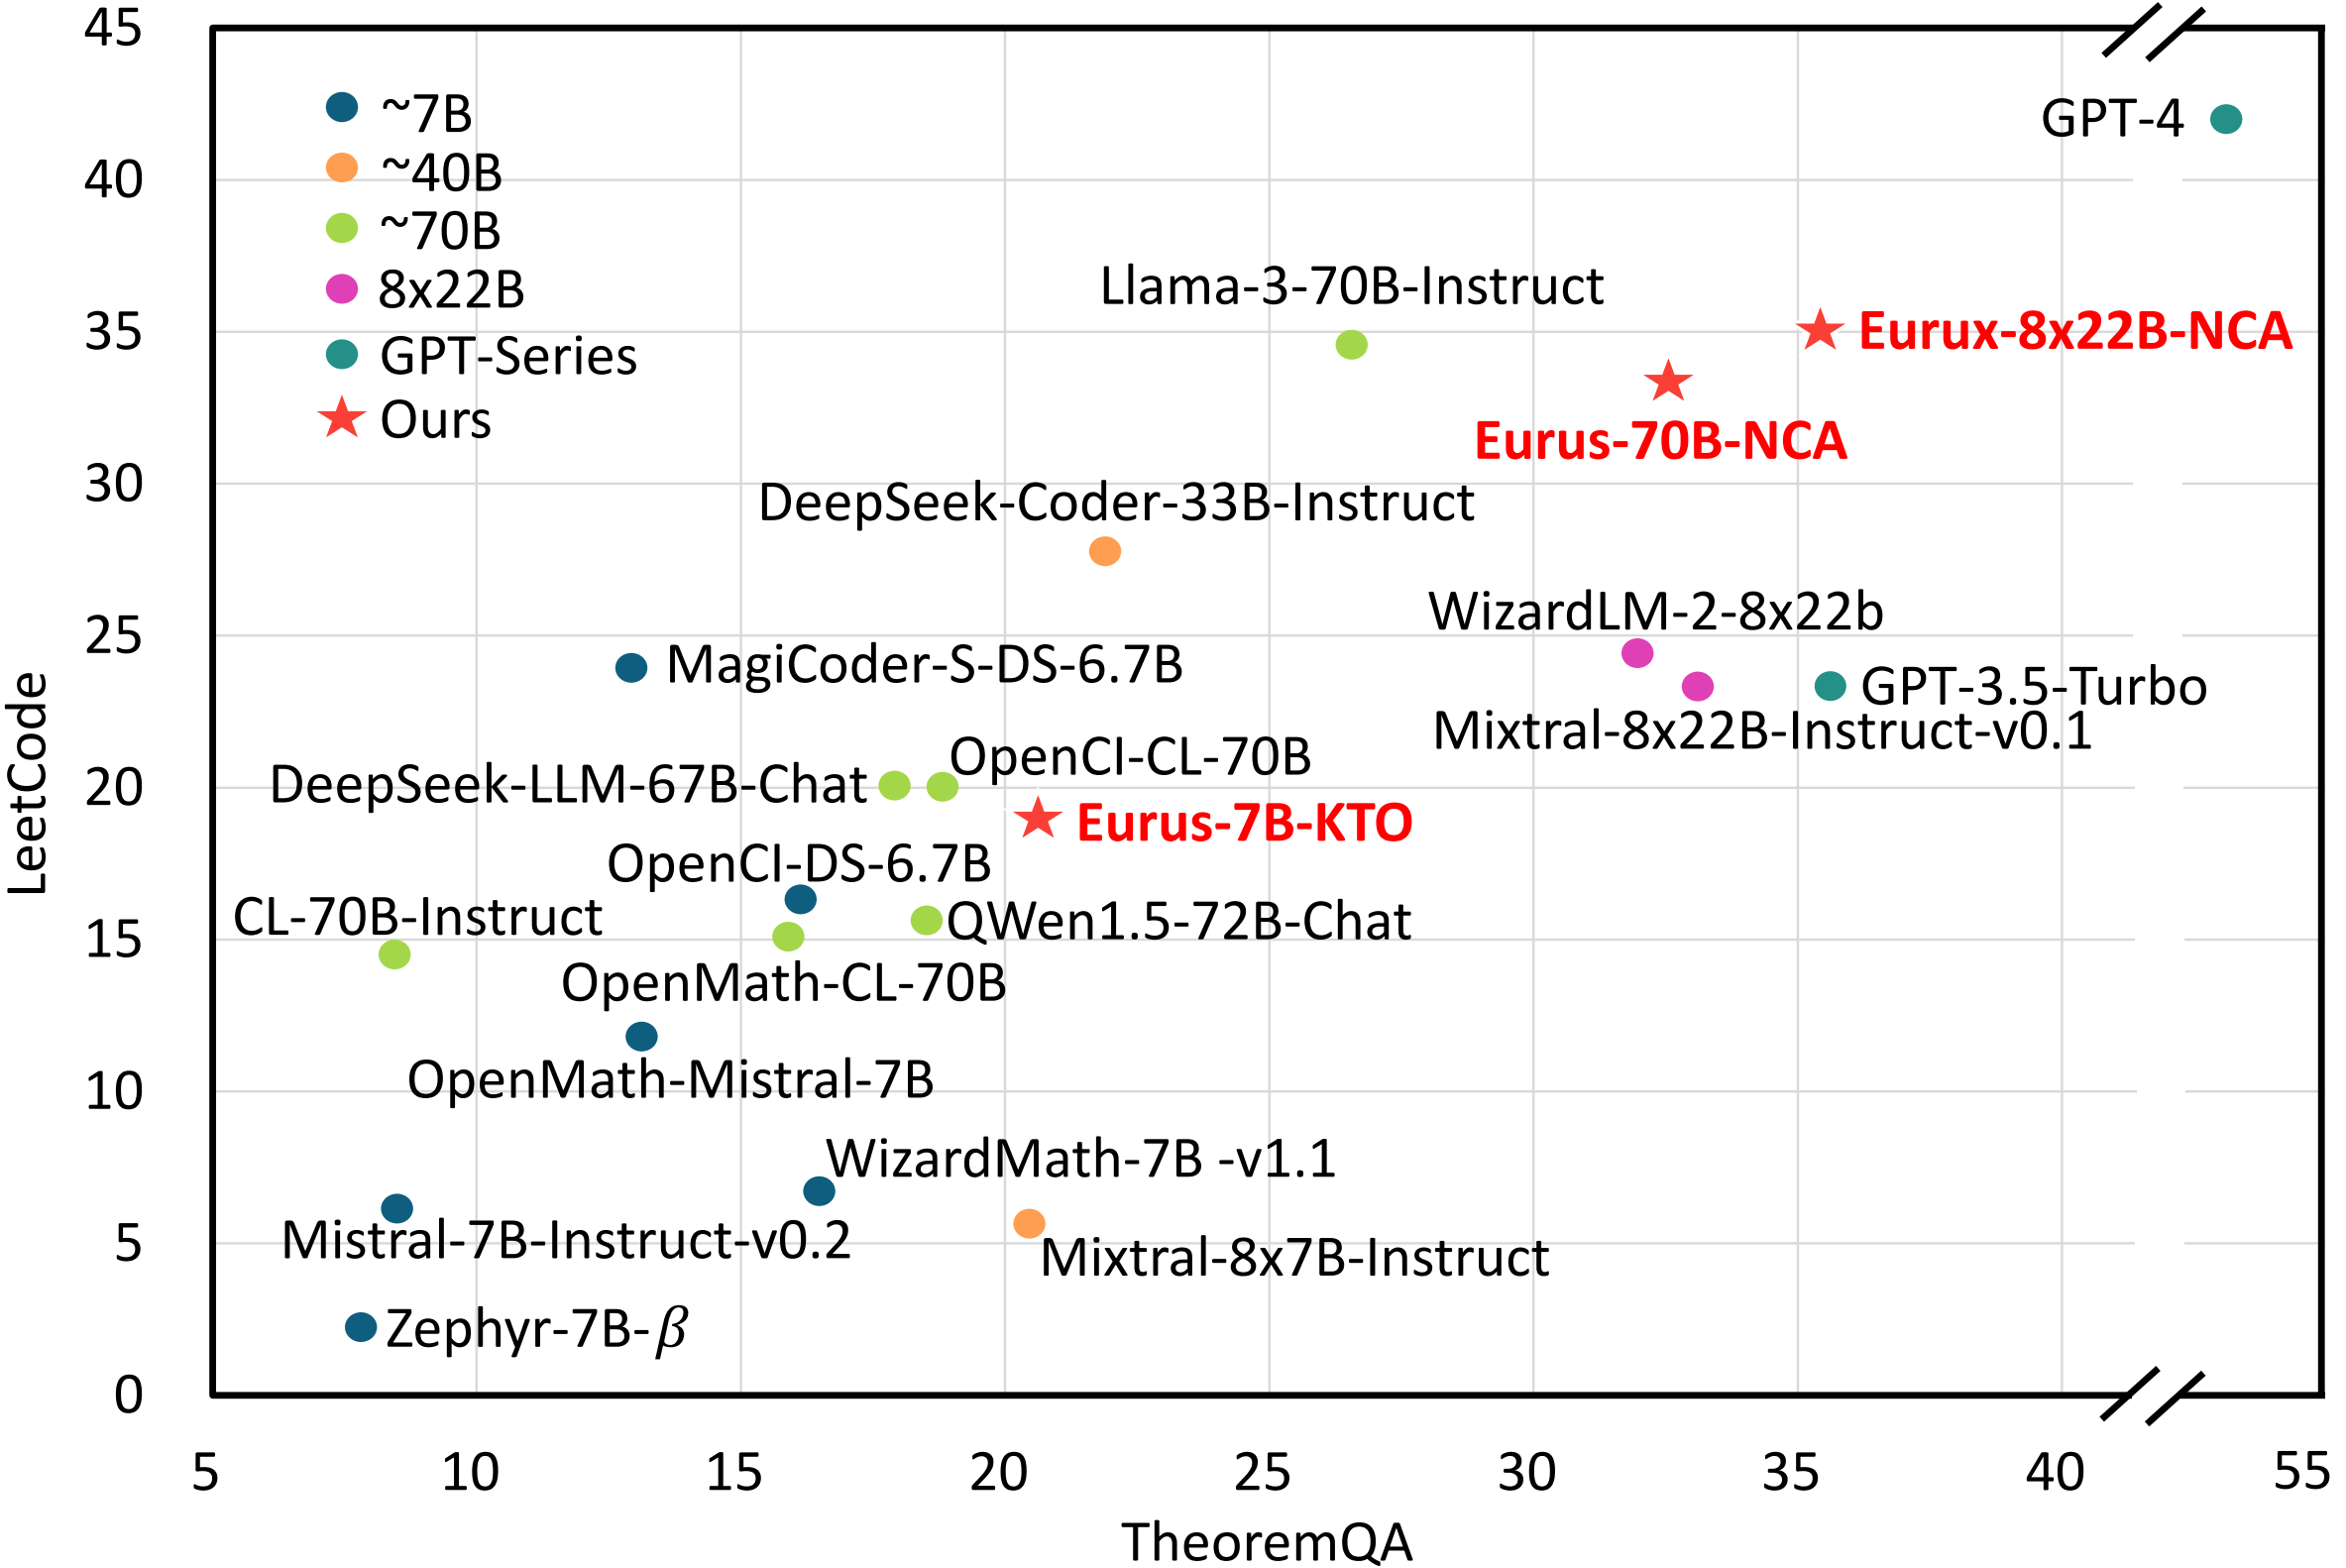 45
40
35
30
25
20
15
10
5
0
LeetCode
~7B
~40B
~70B
8x22B
GPT-Series
Ours
GPT-4
Llama-3-70B-Instruct
Eurux-8x22B-NCA
Eurus-70B-NCA
DeepSeek-Coder-33B-Instruct
WizardLM-2-8x22b
MagiCoder-S-DS-6.7B
GPT-3.5-Turbo
Mixtral-8x22B-Instruct-v0.1
OpenCI-CL-70B
DeepSeek-LLM-67B-Chat
Eurus-7B-KTO
OpenCI-DS-6.7B
CL-70B-Instruct
QWen1.5-72B-Chat
OpenMath-CL-70B
OpenMath-Mistral-7B
WizardMath-7B -v1.1
Mistral-7B-Instruct-v0.2
Mixtral-8x7B-Instruct
Zephyr-7B- β
5 10 15 20 25 30 35 40 55
TheoremQA